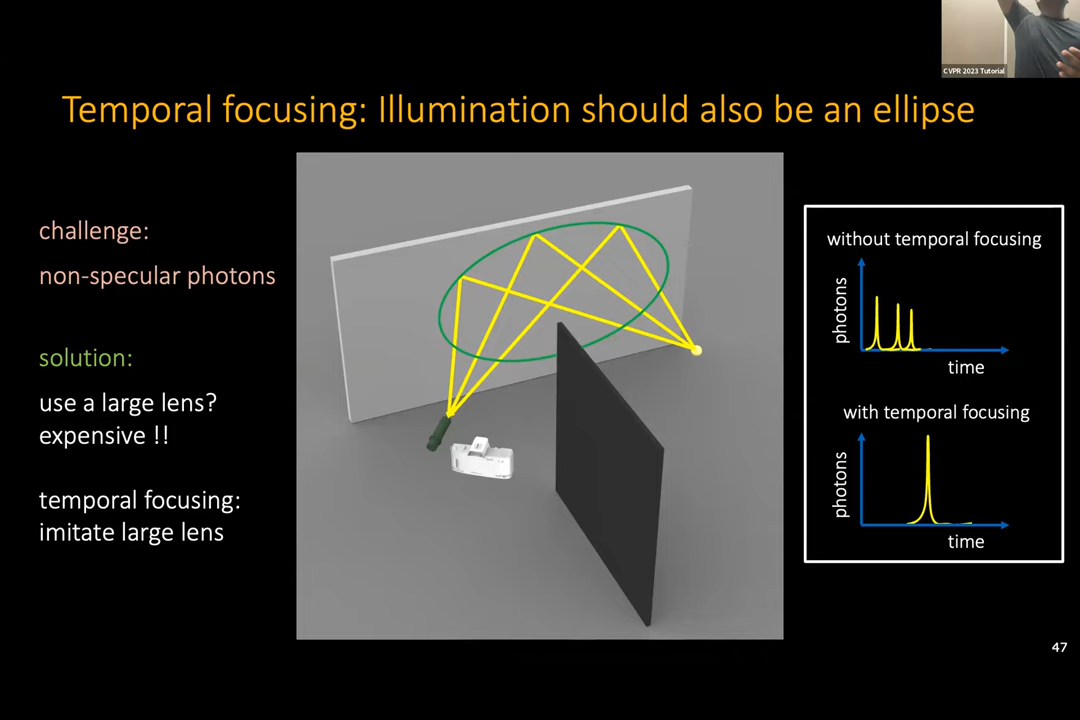 CVPR 2023 Tutorial
Temporal focusing: Illumination should also be an ellipse
challenge:
non-specular photons
solution:
use a large lens?
expensive !!
temporal focusing:
imitate large lens
without temporal focusing
photons
time
with temporal focusing
photons
time
47